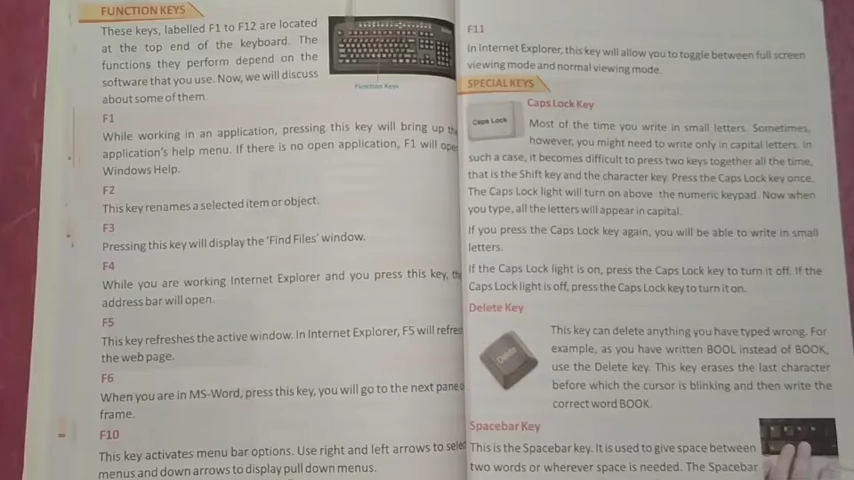 FUNCTION KEYS
These keys, labelled F1 to F12 are located
at the top end of the keyboard. The
functions they perform depend on the
software that you use. Now, we will discuss
about some of them.
Function Keys
F1
While working in an application, pressing this key will bring up the
application's help menu. If there is no open application, F1 will ope
Windows Help.
F2
This key renames a selected item or object.
F3
Pressing this key will display the 'Find Files' window.
F4
While you are working Internet Explorer and you press this key, th
address bar will open.
F5
This key refreshes the active window. In Internet Explorer, F5 will refres
the web page.
F6
When you are in MS-Word, press this key, you will go to the next pane o
frame.
F10
This key activates menu bar options. Use right and left arrows to sele
menus and down arrows to display pull down menus.
F11
In Internet Explorer, this key will allow you to toggle between full screen
viewing mode and normal viewing mode.
SPECIAL KEYS
Caps Lock Key
Caps Lock
Most of the time you write in small letters. Sometimes,
however, you might need to write only in capital letters. In
such a case, it becomes difficult to press two keys together all the time,
that is the Shift key and the character key. Press the Caps Lock key once.
The Caps Lock light will turn on above the numeric keypad. Now when
you type, all the letters will appear in capital.
If you press the Caps Lock key again, you will be able to write in small
letters.
If the Caps Lock light is on, press the Caps Lock key to turn it off. If the
Caps Lock light is off, press the Caps Lock key to turn it on.
Delete Key
Delete
This key can delete anything you have typed wrong. For
example, as you have written BOOL instead of BOOK,
use the Delete key. This key erases the last character
before which the cursor is blinking and then write the
correct word BOOK.
Spacebar Key
This is the Spacebar key. It is used to give space between
two words or wherever space is needed. The Spacebar